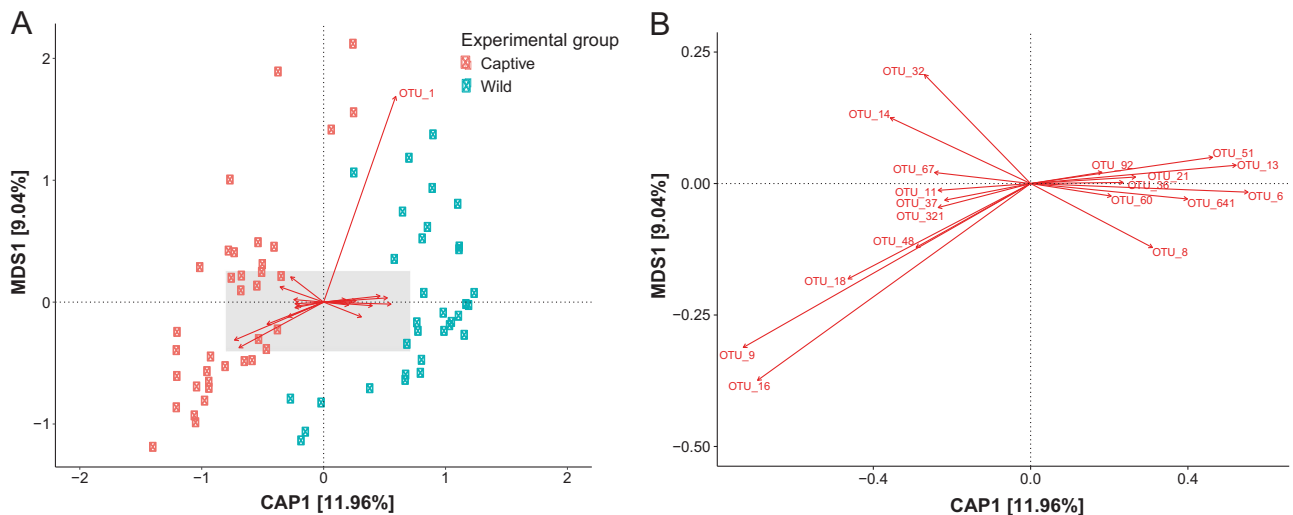 A
Experimental group
Captive
Wild
OTU_1
2
1
0
−1
−2
−1
0
1
2
MDS1 [9.04%]
CAP1 [11.96%]
B
0.25
0.00
−0.25
−0.50
−0.4
0.0
0.4
MDS1 [9.04%]
CAP1 [11.96%]
OTU_32
OTU_14
OTU_67
OTU_11
OTU_37
OTU_321
OTU_48
OTU_18
OTU_9
OTU_16
OTU_51
OTU_92
OTU_13
OTU_21
OTU_36
OTU_6
OTU_60
OTU_641
OTU_8